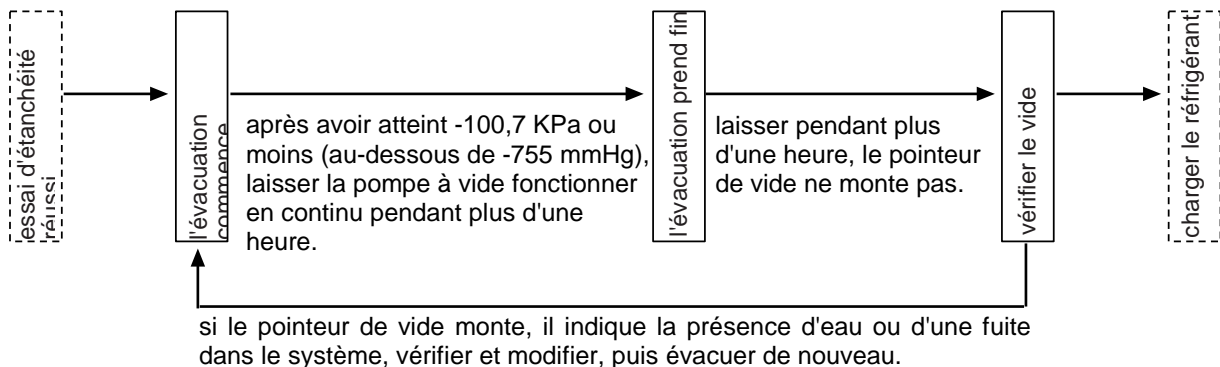 essai d'étanchéité
réussi
l'évacuation
commence
après avoir atteint -100,7 KPa ou
moins (au-dessous de -755 mmHg),
laisser la pompe à vide fonctionner
en continu pendant plus d'une
heure.
l'évacuation prend fin
laisser pendant plus
d'une heure, le pointeur
de vide ne monte pas.
vérifier le vide
charger le réfrigérant
si le pointeur de vide monte, il indique la présence d'eau ou d'une fuite
dans le système, vérifier et modifier, puis évacuer de nouveau.